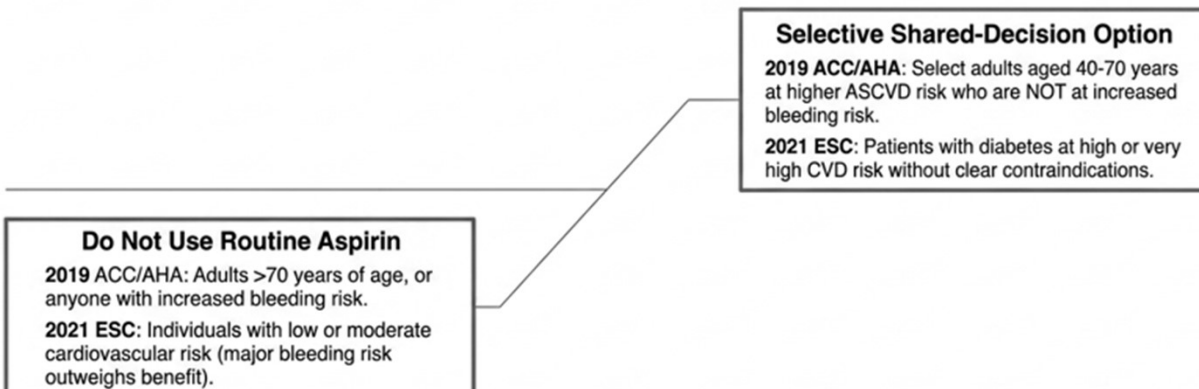 Selective Shared-Decision Option
2019 ACC/AHA: Select adults aged 40-70 years
at higher ASCVD risk who are NOT at increased
bleeding risk.
2021 ESC: Patients with diabetes at high or very
high CVD risk without clear contraindications.
Do Not Use Routine Aspirin
2019 ACC/AHA: Adults >70 years of age, or
anyone with increased bleeding risk.
2021 ESC: Individuals with low or moderate
cardiovascular risk (major bleeding risk
outweighs benefit).